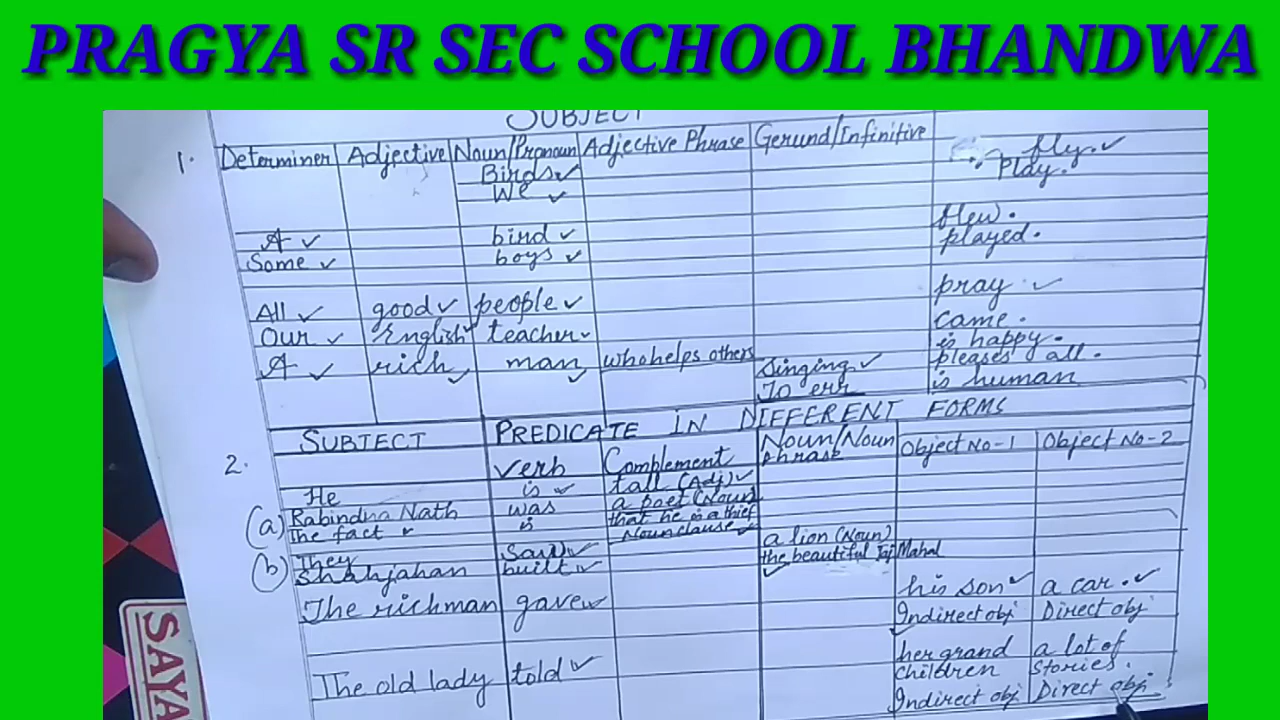 PRAGYA SR SEC SCHOOL BHANDWA
SUBJECT
1. Determiner Adjective Noun/Pronoun Adjective Phrase Gerund/Infinitive
Birds fly.
We Play.
A bird flew.
Some boys played.
All good people pray
Our English teacher came.
A rich man who helps others is happy.
Singing pleases all.
To err is human
PREDICATE IN DIFFERENT FORMS
2. SUBJECT Verb Complement Noun/Noun Phrase Object No-1 Object No-2
He is tall (Adj)
(a) Rabindra Nath was a poet (Noun)
The fact is that he is a thief
Noun clause
(b) They saw a lion (Noun)
Shahjahan built the beautiful Taj Mahal
The richman gave his son a car.
Indirect obj Direct obj
The old lady told her grand children a lot of stories.
Indirect obj Direct obj
SAYA